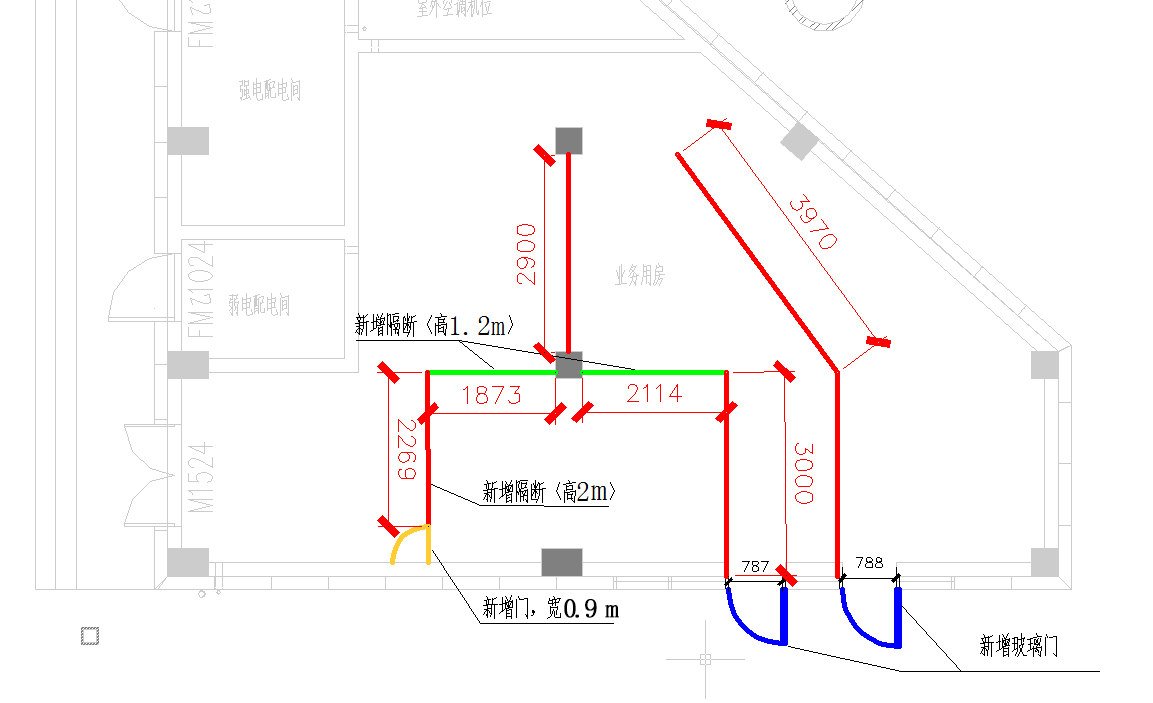 室外空调机位
FMZ
强电配电间
3970
2900
FMZ1024
业务用房
弱电配电间
新增隔断〈高1.2m〉
1873
2114
2269
3000
M1524
新增隔断〈高2m〉
787
788
新增门，宽0.9 m
新增玻璃门